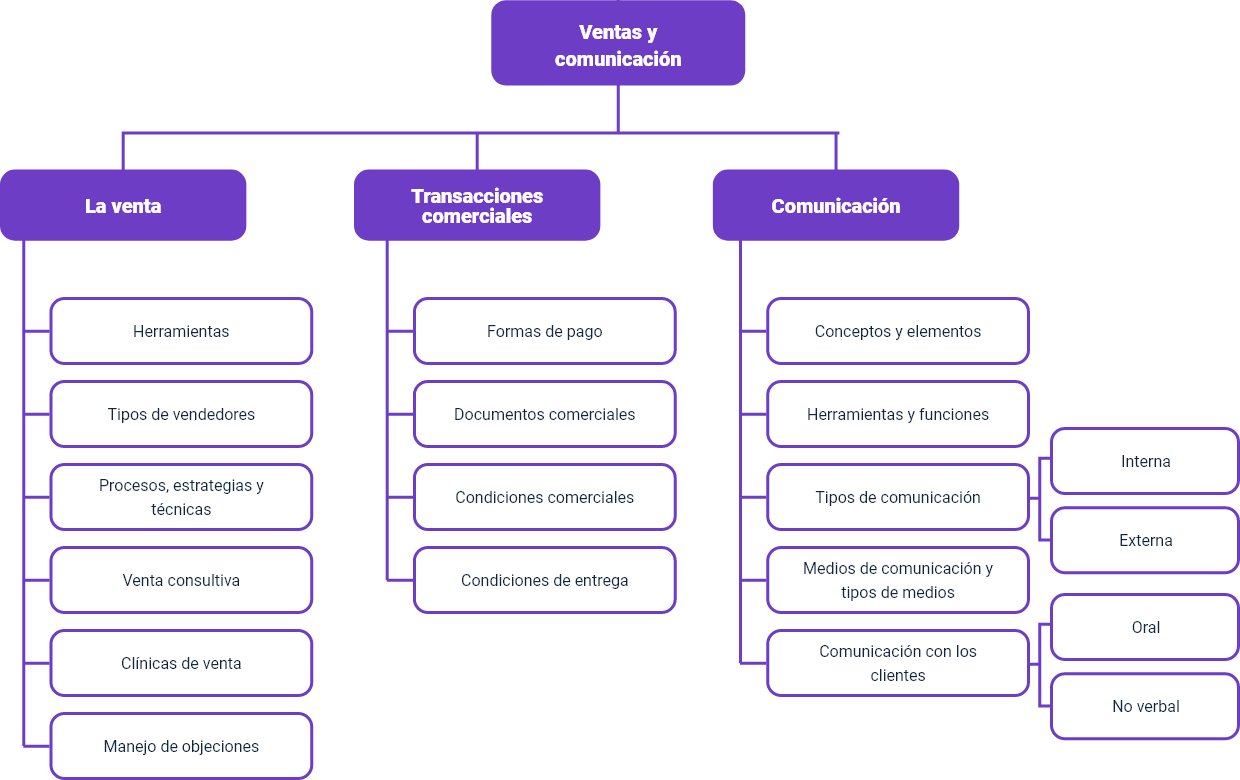 Ventas y
comunicación
La venta
Herramientas
Tipos de vendedores
Procesos, estrategias y
técnicas
Venta consultiva
Clínicas de venta
Manejo de objeciones
Transacciones
comerciales
Formas de pago
Documentos comerciales
Condiciones comerciales
Condiciones de entrega
Comunicación
Conceptos y elementos
Herramientas y funciones
Tipos de comunicación
Interna
Externa
Medios de comunicación y
tipos de medios
Comunicación con los
clientes
Oral
No verbal